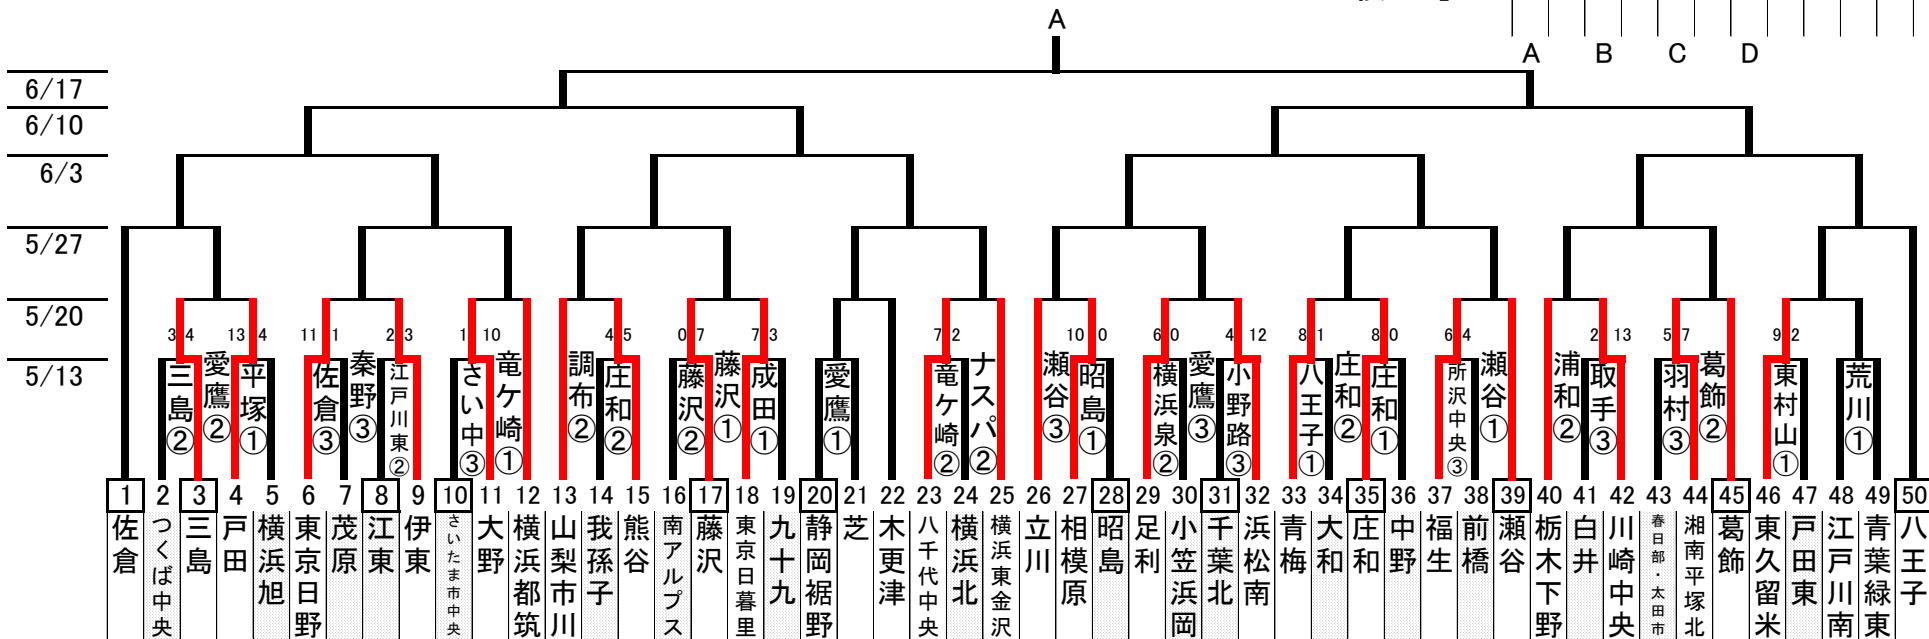 A
A B C D
6/17
6/10
6/3
5/27
5/20
5/13
3 4 13 4 11 1 2 3 1 10 4 5 0 7 7 3 7 2 10 0 6 0 4 12 8 1 8 0 6 4 2 13 5 7 9 2
三島②
愛鷹②
平塚①
佐倉③
秦野③
江戸川東②
さい中③
竜ケ崎①
調布②
庄和②
藤沢②
藤沢①
成田①
愛鷹①
竜ケ崎②
ナスパ②
瀬谷③
昭島①
横浜泉②
愛鷹③
小野路③
八王子①
庄和②
庄和①
所沢中央③
瀬谷①
浦和②
取手③
羽村③
葛飾②
東村山①
荒川①
1 2 3 4 5 6 7 8 9 10 11 12 13 14 15 16 17 18 19 20 21 22 23 24 25 26 27 28 29 30 31 32 33 34 35 36 37 38 39 40 41 42 43 44 45 46 47 48 49 50
佐倉
つくば中央
三島
戸田
横浜旭
東京日野
茂原
江東
伊東
さいたま市中央
大野
横浜都筑
山梨市川
我孫子
熊谷
南アルプス
藤沢
東京日暮里
九十九
静岡裾野
芝
木更津
八千代中央
横浜北
横浜東金沢
立川
相模原
昭島
足利
小笠浜岡
千葉北
浜松南
青梅
大和
庄和
中野
福生
前橋
瀬谷
栃木下野
白井
川崎中央
春日部・太田市
湘南平塚北
葛飾
東久留米
戸田東
江戸川南
青葉緑東
八王子